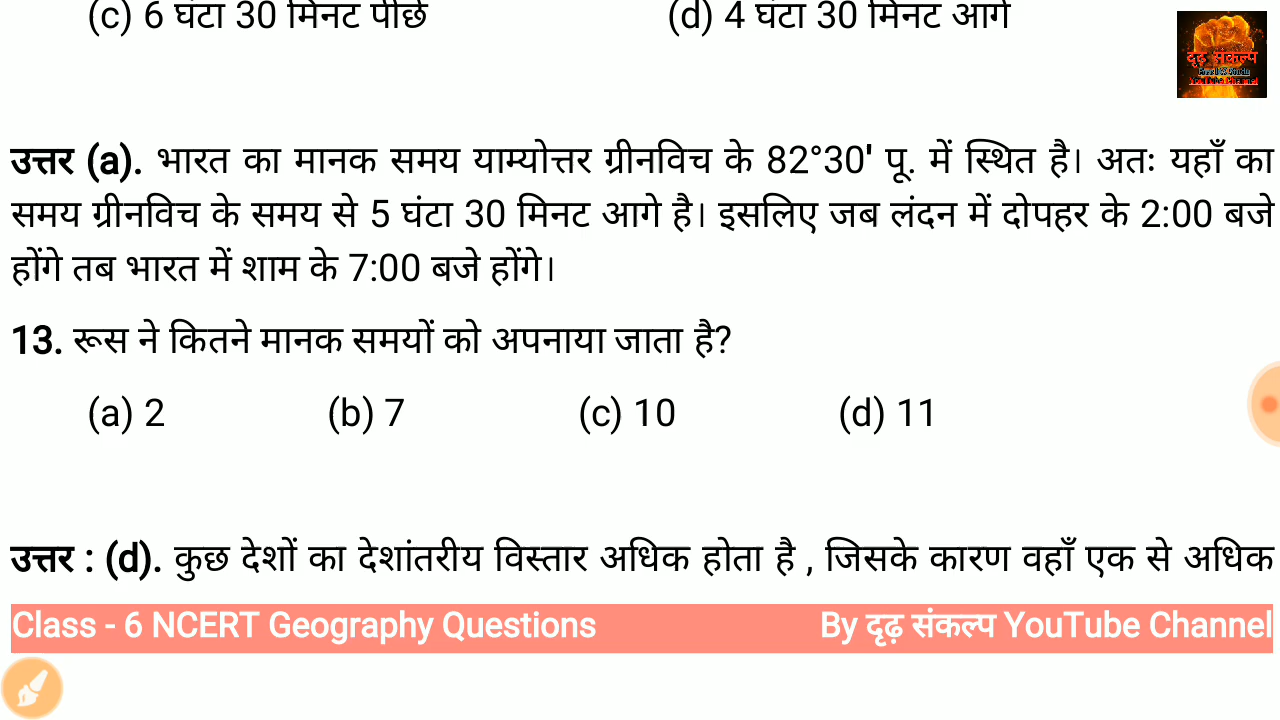 (c) 6 घंटा 30 मिनट पीछे (d) 4 घंटा 30 मिनट आगे
दृढ़ संकल्प
उत्तर (a). भारत का मानक समय याम्योत्तर ग्रीनविच के 82°30' पू. में स्थित है। अतः यहाँ का
समय ग्रीनविच के समय से 5 घंटा 30 मिनट आगे है। इसलिए जब लंदन में दोपहर के 2:00 बजे
होंगे तब भारत में शाम के 7:00 बजे होंगे।
13. रूस ने कितने मानक समयों को अपनाया जाता है?
(a) 2 (b) 7 (c) 10 (d) 11
उत्तर : (d). कुछ देशों का देशांतरीय विस्तार अधिक होता है , जिसके कारण वहाँ एक से अधिक
Class - 6 NCERT Geography Questions By दृढ़ संकल्प YouTube Channel